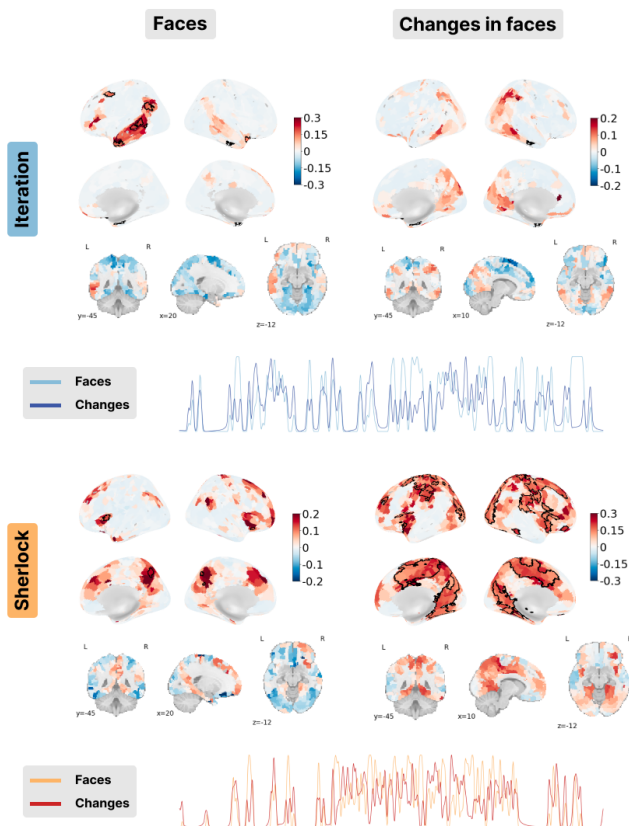 Faces
Changes in faces
Iteration
0.3
0.15
0
-0.15
-0.3
0.2
0.1
0
-0.1
-0.2
L R
y=-45 x=20 z=-12
L R
y=-45 x=10 z=-12
Faces
Changes
Sherlock
0.2
0.1
0
-0.1
-0.2
0.3
0.15
0
-0.15
-0.3
L R
L R
y=-45 x=20 z=-12
y=-45 x=10 z=-12
Faces
Changes